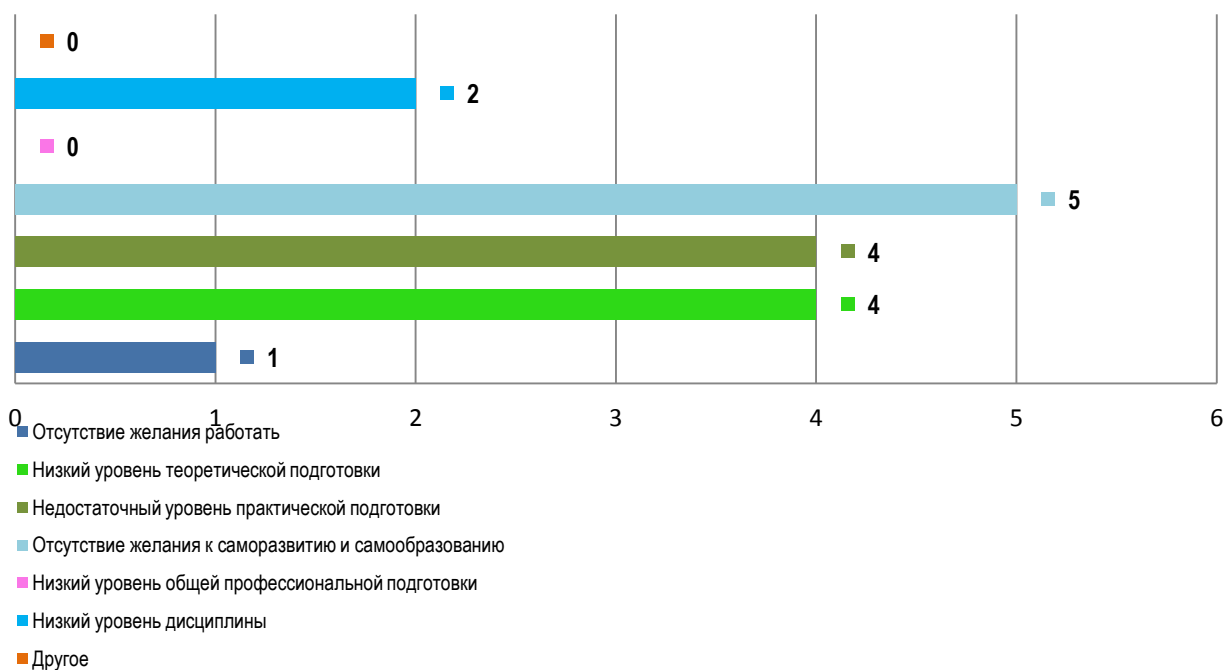 0
2
0
5
4
4
1
0 1 2 3 4 5 6
Отсутствие желания работать
Низкий уровень теоретической подготовки
Недостаточный уровень практической подготовки
Отсутствие желания к саморазвитию и самообразованию
Низкий уровень общей профессиональной подготовки
Низкий уровень дисциплины
Другое